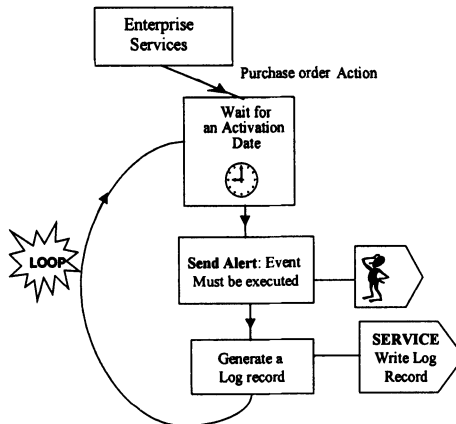 Enterprise
Services
Purchase order Action
Wait for
an Activation
Date
LOOP
Send Alert: Event
Must be executed
Generate a
Log record
SERVICE
Write Log
Record